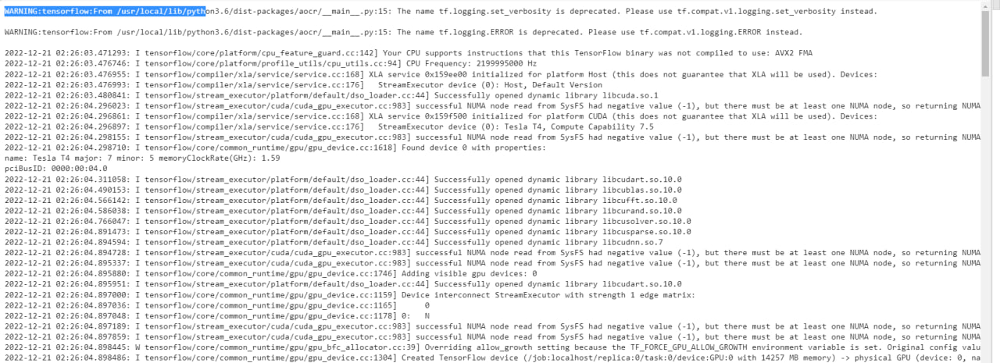 WARNING:tensorflow:From /usr/local/lib/python3.6/dist-packages/aocr/__main__.py:15: The name tf.logging.set_verbosity is deprecated. Please use tf.compat.v1.logging.set_verbosity instead.
WARNING:tensorflow:From /usr/local/lib/python3.6/dist-packages/aocr/__main__.py:15: The name tf.logging.ERROR is deprecated. Please use tf.compat.v1.logging.ERROR instead.
2022-12-21 02:26:03.471293: I tensorflow/core/platform/cpu_feature_guard.cc:142] Your CPU supports instructions that this TensorFlow binary was not compiled to use: AVX2 FMA
2022-12-21 02:26:03.476746: I tensorflow/core/platform/profile_utils/cpu_utils.cc:94] CPU Frequency: 2199995000 Hz
2022-12-21 02:26:03.476955: I tensorflow/compiler/xla/service/service.cc:168] XLA service 0x159ee00 initialized for platform Host (this does not guarantee that XLA will be used). Devices:
2022-12-21 02:26:03.476993: I tensorflow/compiler/xla/service/service.cc:176]   StreamExecutor device (0): Host, Default Version
2022-12-21 02:26:03.480841: I tensorflow/stream_executor/platform/default/dso_loader.cc:44] Successfully opened dynamic library libcuda.so.1
2022-12-21 02:26:04.296023: I tensorflow/stream_executor/cuda/cuda_gpu_executor.cc:983] successful NUMA node read from SysFS had negative value (-1), but there must be at least one NUMA node, so returning NUMA
2022-12-21 02:26:04.296861: I tensorflow/compiler/xla/service/service.cc:168] XLA service 0x159f500 initialized for platform CUDA (this does not guarantee that XLA will be used). Devices:
2022-12-21 02:26:04.296897: I tensorflow/compiler/xla/service/service.cc:176]   StreamExecutor device (0): Tesla T4, Compute Capability 7.5
2022-12-21 02:26:04.298155: I tensorflow/stream_executor/cuda/cuda_gpu_executor.cc:983] successful NUMA node read from SysFS had negative value (-1), but there must be at least one NUMA node, so returning NUMA
2022-12-21 02:26:04.298710: I tensorflow/core/common_runtime/gpu/gpu_device.cc:1618] Found device 0 with properties:
name: Tesla T4 major: 7 minor: 5 memoryClockRate(GHz): 1.59
pciBusID: 0000:00:04.0
2022-12-21 02:26:04.311058: I tensorflow/stream_executor/platform/default/dso_loader.cc:44] Successfully opened dynamic library libcudart.so.10.0
2022-12-21 02:26:04.490153: I tensorflow/stream_executor/platform/default/dso_loader.cc:44] Successfully opened dynamic library libcublas.so.10.0
2022-12-21 02:26:04.566142: I tensorflow/stream_executor/platform/default/dso_loader.cc:44] Successfully opened dynamic library libcufft.so.10.0
2022-12-21 02:26:04.586038: I tensorflow/stream_executor/platform/default/dso_loader.cc:44] Successfully opened dynamic library libcurand.so.10.0
2022-12-21 02:26:04.766047: I tensorflow/stream_executor/platform/default/dso_loader.cc:44] Successfully opened dynamic library libcusolver.so.10.0
2022-12-21 02:26:04.891473: I tensorflow/stream_executor/platform/default/dso_loader.cc:44] Successfully opened dynamic library libcusparse.so.10.0
2022-12-21 02:26:04.894594: I tensorflow/stream_executor/platform/default/dso_loader.cc:44] Successfully opened dynamic library libcudnn.so.7
2022-12-21 02:26:04.894728: I tensorflow/stream_executor/cuda/cuda_gpu_executor.cc:983] successful NUMA node read from SysFS had negative value (-1), but there must be at least one NUMA node, so returning NUMA
2022-12-21 02:26:04.895337: I tensorflow/stream_executor/cuda/cuda_gpu_executor.cc:983] successful NUMA node read from SysFS had negative value (-1), but there must be at least one NUMA node, so returning NUMA
2022-12-21 02:26:04.895880: I tensorflow/core/common_runtime/gpu/gpu_device.cc:1746] Adding visible gpu devices: 0
2022-12-21 02:26:04.895951: I tensorflow/stream_executor/platform/default/dso_loader.cc:44] Successfully opened dynamic library libcudart.so.10.0
2022-12-21 02:26:04.897000: I tensorflow/core/common_runtime/gpu/gpu_device.cc:1159] Device interconnect StreamExecutor with strength 1 edge matrix:
2022-12-21 02:26:04.897036: I tensorflow/core/common_runtime/gpu/gpu_device.cc:1165]      0
2022-12-21 02:26:04.897048: I tensorflow/core/common_runtime/gpu/gpu_device.cc:1178] 0:   N
2022-12-21 02:26:04.897189: I tensorflow/stream_executor/cuda/cuda_gpu_executor.cc:983] successful NUMA node read from SysFS had negative value (-1), but there must be at least one NUMA node, so returning NUMA
2022-12-21 02:26:04.897859: I tensorflow/stream_executor/cuda/cuda_gpu_executor.cc:983] successful NUMA node read from SysFS had negative value (-1), but there must be at least one NUMA node, so returning NUMA
2022-12-21 02:26:04.898445: W tensorflow/core/common_runtime/gpu/gpu_bfc_allocator.cc:39] Overriding allow_growth setting because the TF_FORCE_GPU_ALLOW_GROWTH environment variable is set. Original config valu
2022-12-21 02:26:04.898486: I tensorflow/core/common_runtime/gpu/gpu_device.cc:1304] Created TensorFlow device (/job:localhost/replica:0/task:0/device:GPU:0 with 14257 MB memory) -> physical GPU (device: 0, na